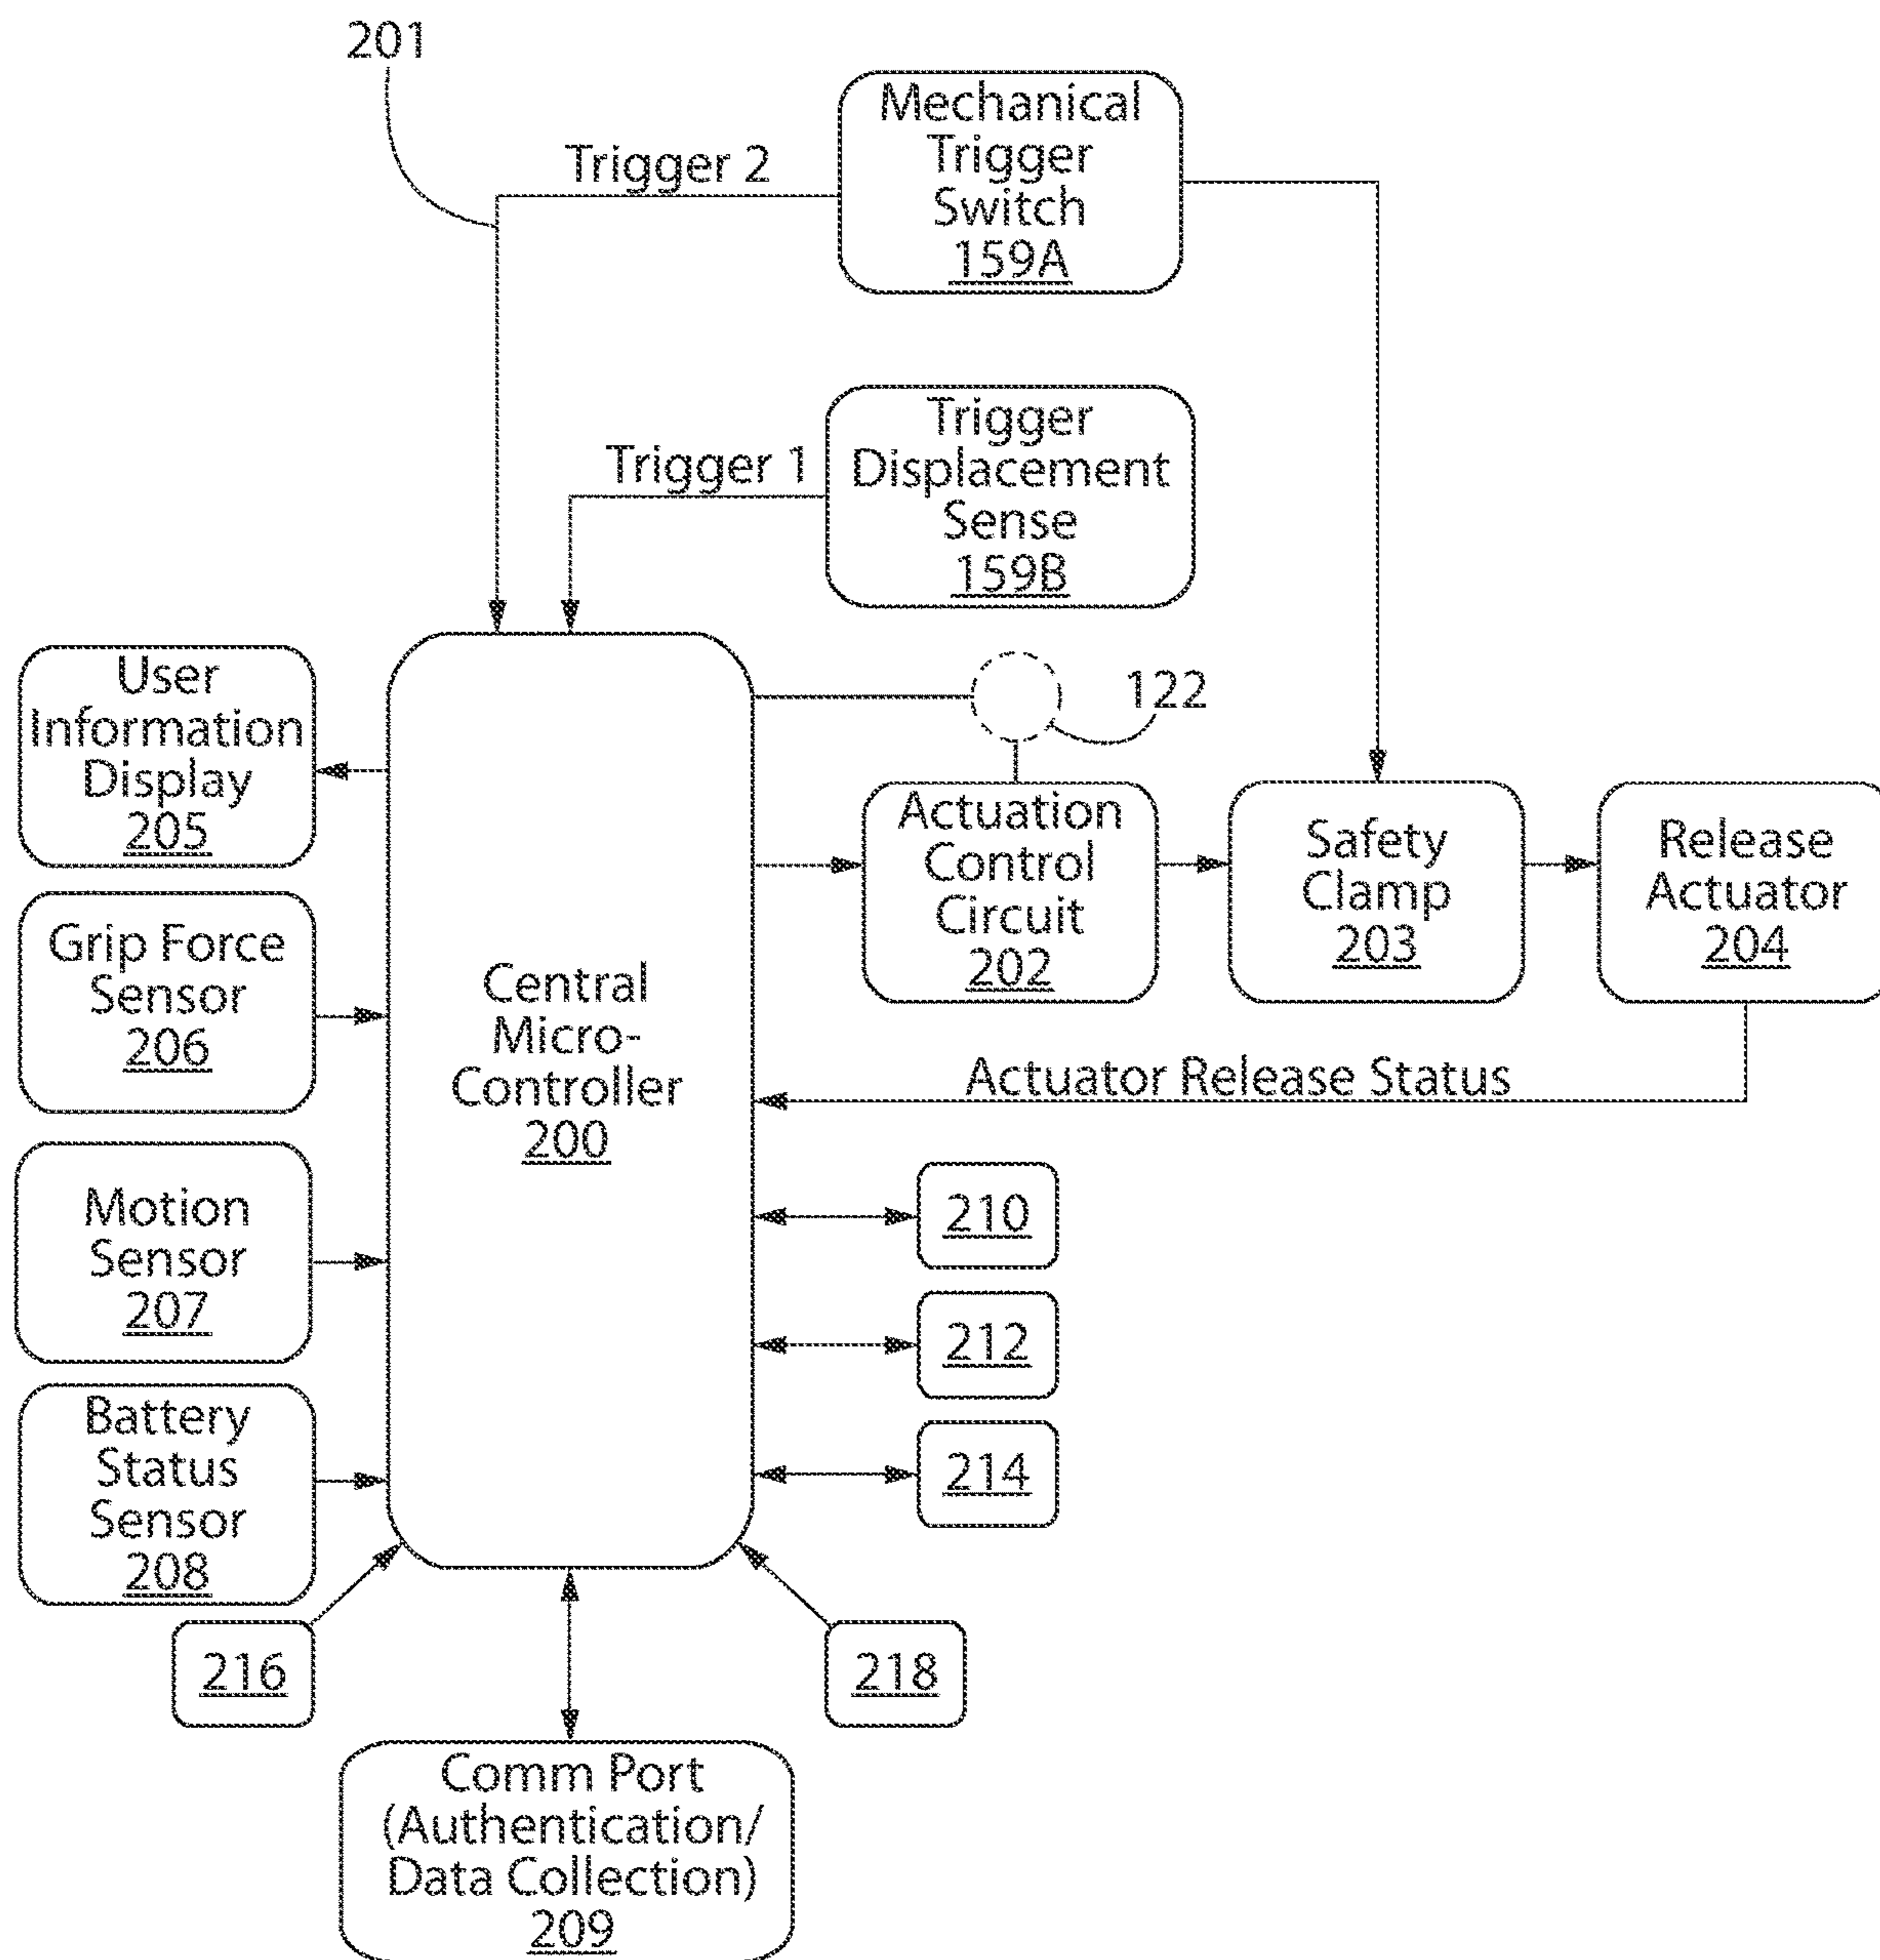 201
Mechanical
Trigger
Switch
159A
Trigger 2
Trigger
Displacement
Sense
159B
Trigger 1
122
User
Information
Display
205
Actuation
Control
Circuit
202
Safety
Clamp
203
Release
Actuator
204
Grip Force
Sensor
206
Central
Micro-
Controller
200
Actuator Release Status
Motion
Sensor
207
210
212
Battery
Status
Sensor
208
214
216
218
Comm Port
(Authentication/
Data Collection)
209